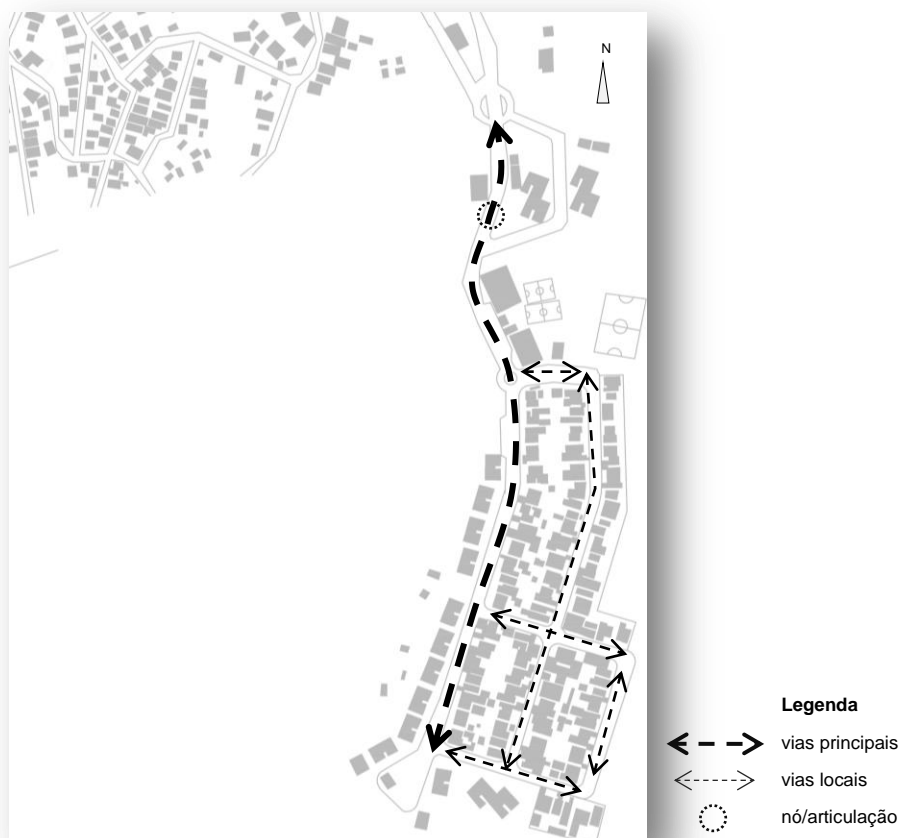 N
Legenda
vias principais
vias locais
nó/articulação